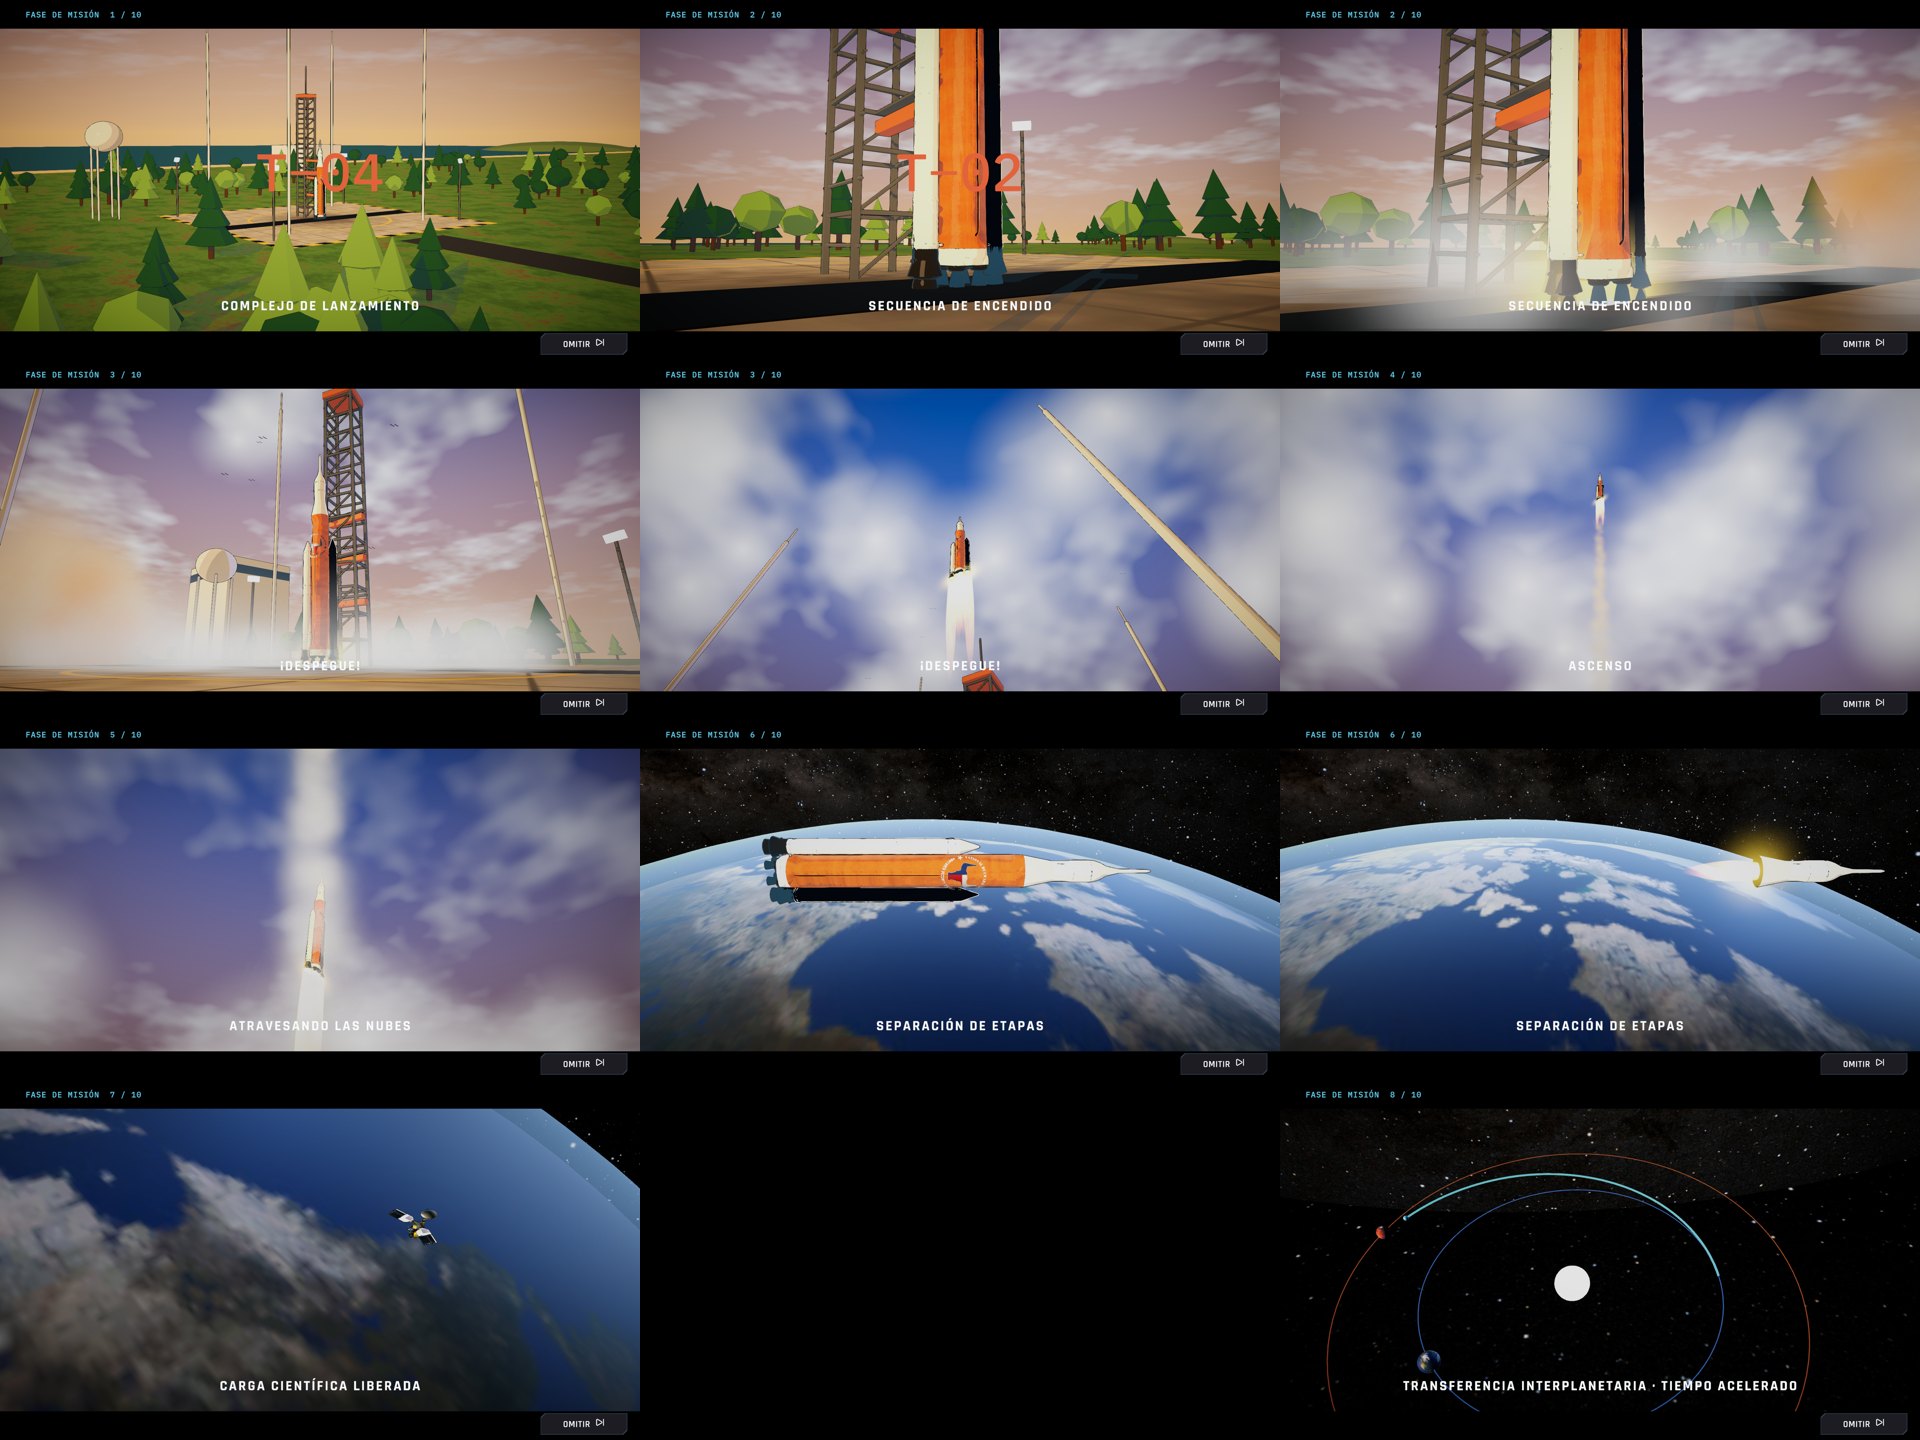 FASE DE MISIÓN 1 / 10
T-04
COMPLEJO DE LANZAMIENTO
OMITIR
FASE DE MISIÓN 2 / 10
T-02
SECUENCIA DE ENCENDIDO
OMITIR
FASE DE MISIÓN 2 / 10
SECUENCIA DE ENCENDIDO
OMITIR
FASE DE MISIÓN 3 / 10
¡DESPEGUE!
OMITIR
FASE DE MISIÓN 3 / 10
¡DESPEGUE!
OMITIR
FASE DE MISIÓN 4 / 10
ASCENSO
OMITIR
FASE DE MISIÓN 5 / 10
ATRAVESANDO LAS NUBES
OMITIR
FASE DE MISIÓN 6 / 10
SEPARACIÓN DE ETAPAS
OMITIR
FASE DE MISIÓN 6 / 10
SEPARACIÓN DE ETAPAS
OMITIR
FASE DE MISIÓN 7 / 10
CARGA CIENTÍFICA LIBERADA
OMITIR
FASE DE MISIÓN 8 / 10
TRANSFERENCIA INTERPLANETARIA · TIEMPO ACELERADO
OMITIR